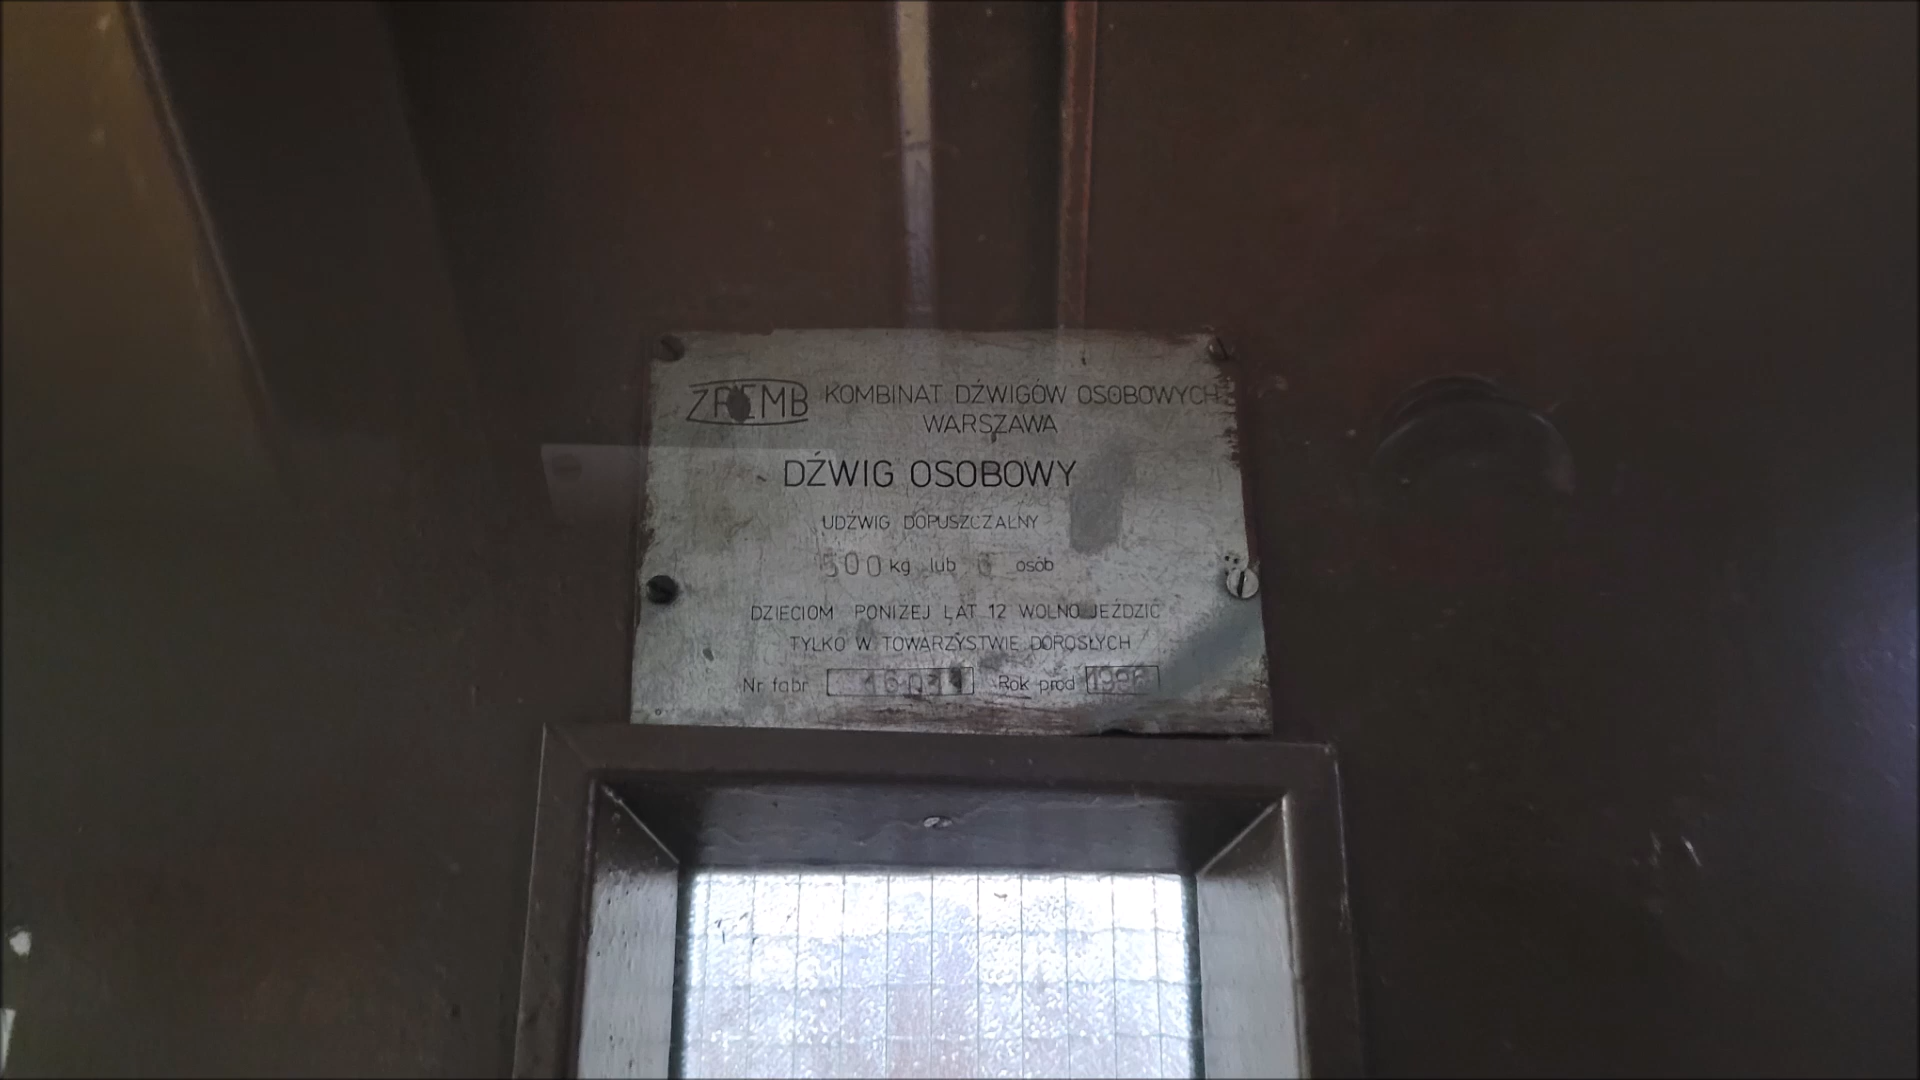 ZREMB KOMBINAT DŹWIGÓW OSOBOWYCH
WARSZAWA
DŹWIG OSOBOWY
UDŹWIG DOPUSZCZALNY
500 kg lub osób
DZIECIOM PONIŻEJ LAT 12 WOLNO JEŹDZIĆ
TYLKO W TOWARZYSTWIE DOROSŁYCH
Nr fabr Rok prod